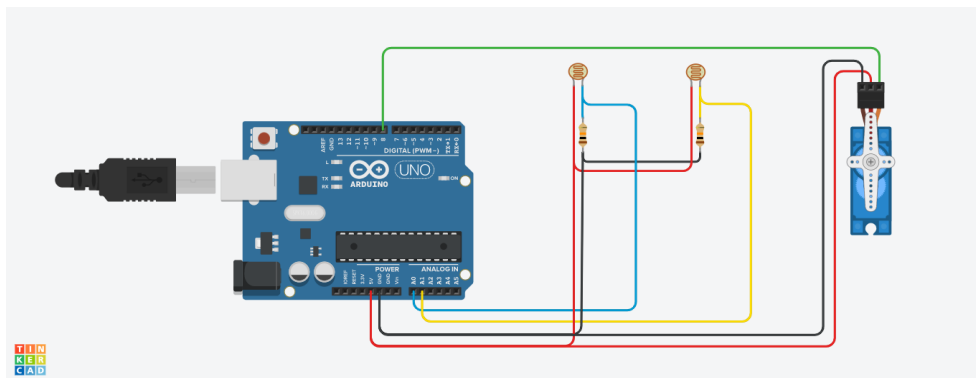 AREF
GND
13
12
~11
~10
~9
8
7
~6
~5
4
~3
2
TX→1
RX←0
DIGITAL (PWM~)
L
TX
RX
UNO
ON
ARDUINO
POWER
ANALOG IN
IOREF
RESET
3.3V
5V
GND
GND
Vin
A0
A1
A2
A3
A4
A5
TIN
KER
CAD